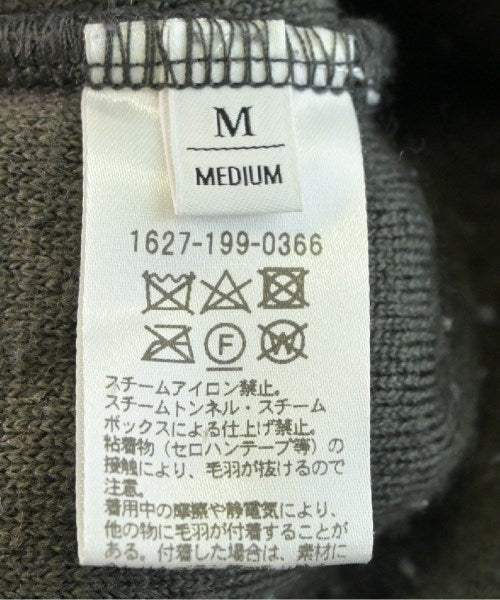 M
MEDIUM
1627-199-0366
F
W
スチームアイロン禁止。
スチームトンネル・スチーム
ボックスによる仕上げ禁止。
粘着物（セロハンテープ等）の
接触により、毛羽が抜けるので
注意。
着用中の摩擦や静電気により、
他の物に毛羽が付着することが
ある。付着した場合は、素材に